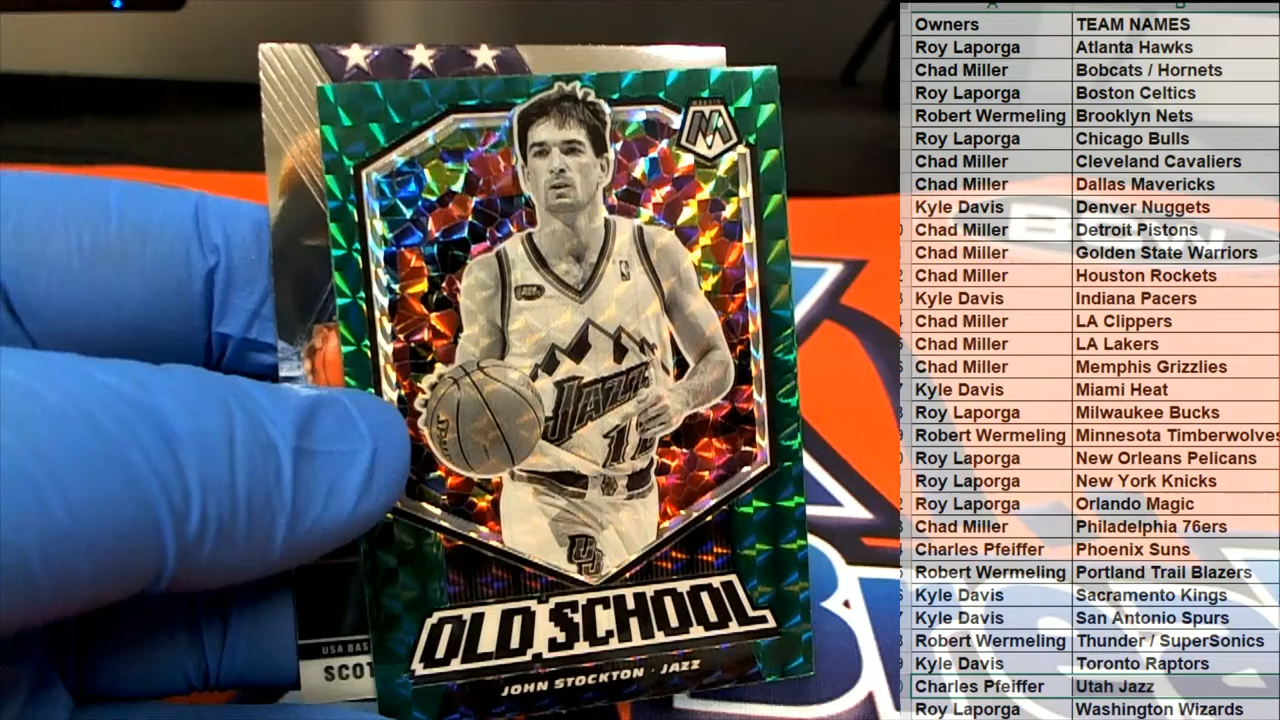 MOSAIC
JAZZ
12
OLD SCHOOL
JOHN STOCKTON · JAZZ
USA BAS
SCOT
Owners TEAM NAMES
Roy Laporga Atlanta Hawks
Chad Miller Bobcats / Hornets
Roy Laporga Boston Celtics
Robert Wermeling Brooklyn Nets
Roy Laporga Chicago Bulls
Chad Miller Cleveland Cavaliers
Chad Miller Dallas Mavericks
Kyle Davis Denver Nuggets
Chad Miller Detroit Pistons
Chad Miller Golden State Warriors
Chad Miller Houston Rockets
Kyle Davis Indiana Pacers
Chad Miller LA Clippers
Chad Miller LA Lakers
Chad Miller Memphis Grizzlies
Kyle Davis Miami Heat
Roy Laporga Milwaukee Bucks
Robert Wermeling Minnesota Timberwolves
Roy Laporga New Orleans Pelicans
Roy Laporga New York Knicks
Roy Laporga Orlando Magic
Chad Miller Philadelphia 76ers
Charles Pfeiffer Phoenix Suns
Robert Wermeling Portland Trail Blazers
Kyle Davis Sacramento Kings
Kyle Davis San Antonio Spurs
Robert Wermeling Thunder / SuperSonics
Kyle Davis Toronto Raptors
Charles Pfeiffer Utah Jazz
Roy Laporga Washington Wizards